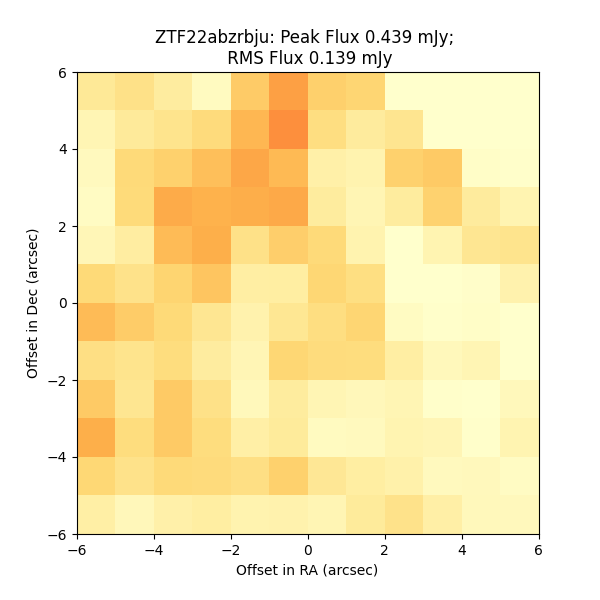 ZTF22abzrbju: Peak Flux 0.439 mJy;
RMS Flux 0.139 mJy
6
4
2
0
−2
−4
−6
Offset in Dec (arcsec)
−6 −4 −2 0 2 4 6
Offset in RA (arcsec)